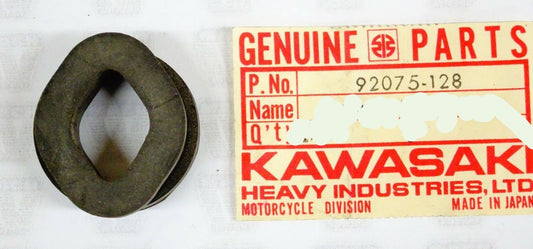 GENUINE PARTS
P. No. 92075-128
Name
Q't'
KAWASAKI
HEAVY INDUSTRIES, LTD
MOTORCYCLE DIVISION MADE IN JAPAN